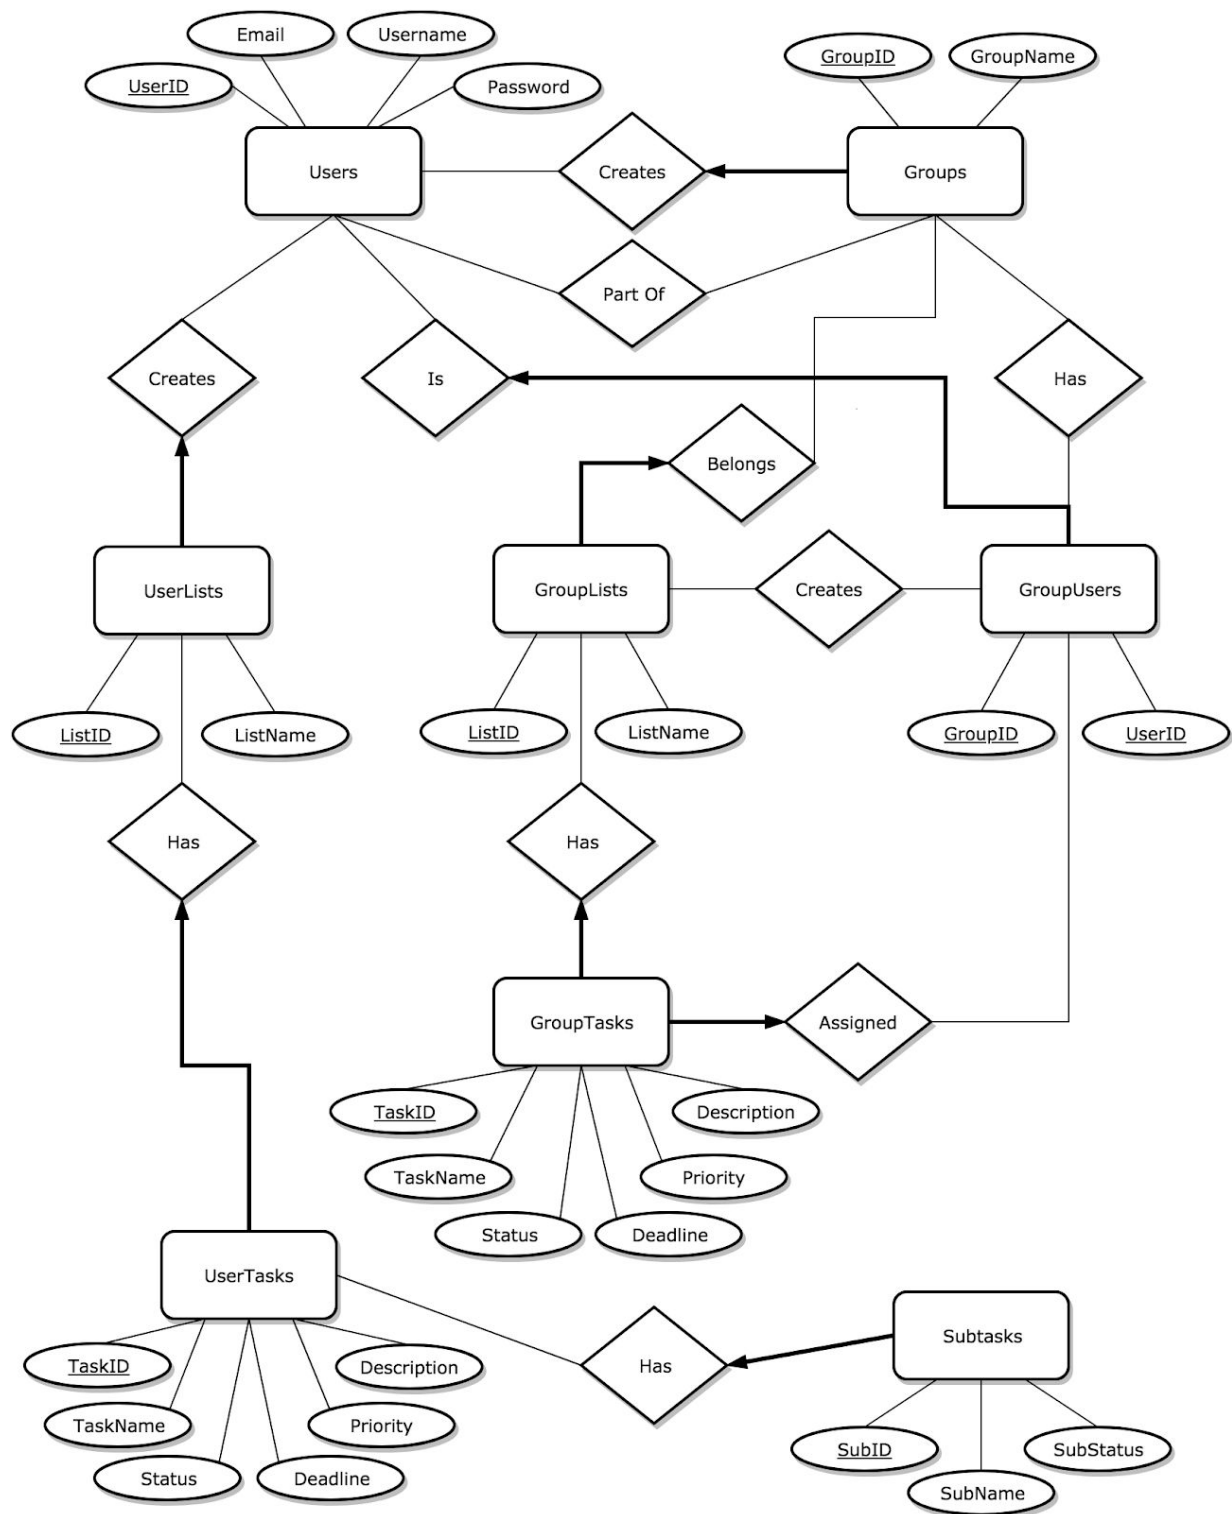 Email
Username
UserID
Password
GroupID
GroupName
Users
Creates
Groups
Part Of
Creates
Is
Has
Belongs
UserLists
GroupLists
Creates
GroupUsers
ListID
ListName
ListID
ListName
GroupID
UserID
Has
Has
GroupTasks
Assigned
TaskID
Description
TaskName
Priority
Status
Deadline
UserTasks
Has
Subtasks
TaskID
Description
TaskName
Priority
Status
Deadline
SubID
SubStatus
SubName